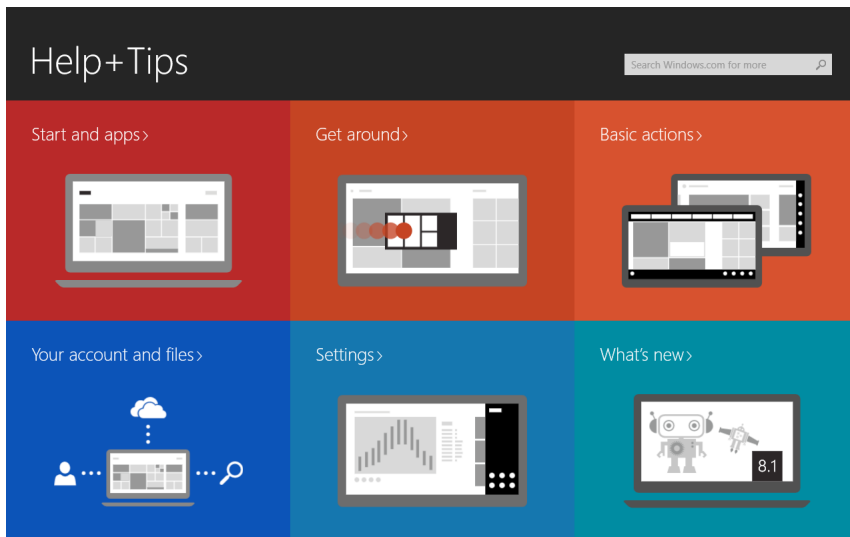 Help+Tips
Search Windows.com for more
Start and apps>
Get around>
Basic actions>
Your account and files>
Settings>
What's new>
8.1